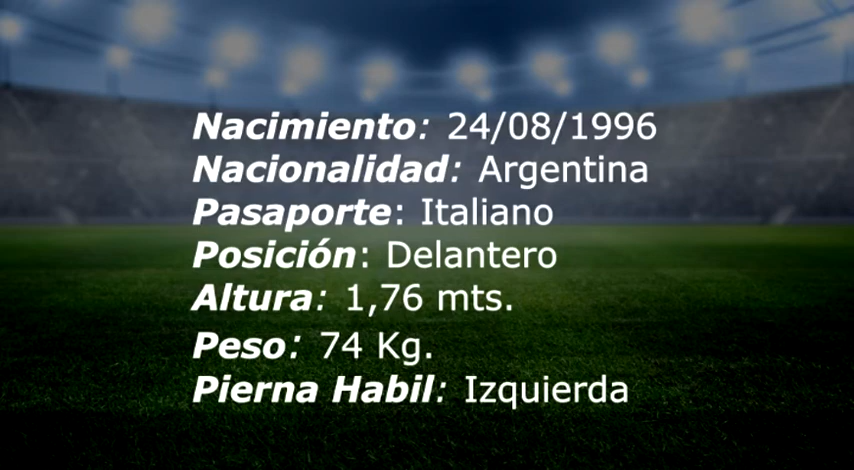 Nacimiento: 24/08/1996
Nacionalidad: Argentina
Pasaporte: Italiano
Posición: Delantero
Altura: 1,76 mts.
Peso: 74 Kg.
Pierna Habil: Izquierda